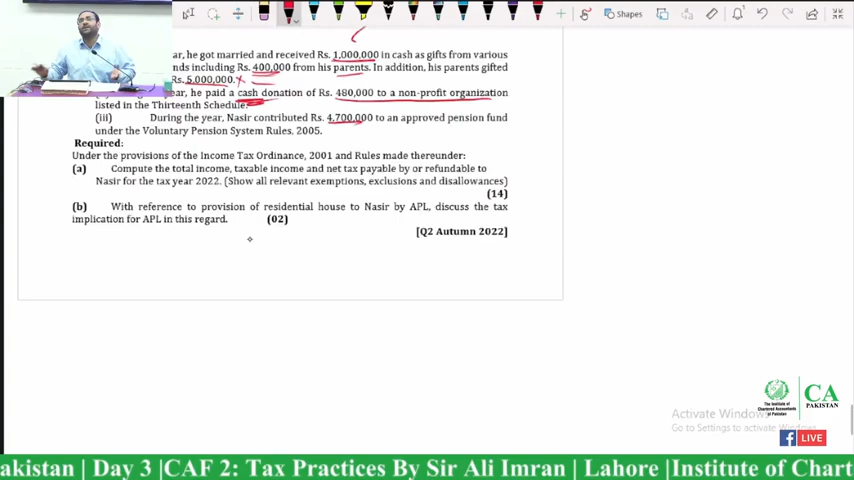 Shapes
ar, he got married and received Rs. 1,000,000 in cash as gifts from various
nds including Rs. 400,000 from his parents. In addition, his parents gifted
Rs. 5,000,000.
year, he paid a cash donation of Rs. 480,000 to a non-profit organization
listed in the Thirteenth Schedule.
(iii) During the year, Nasir contributed Rs. 4,700,000 to an approved pension fund
under the Voluntary Pension System Rules, 2005.
Required:
Under the provisions of the Income Tax Ordinance, 2001 and Rules made thereunder:
(a) Compute the total income, taxable income and net tax payable by or refundable to
Nasir for the tax year 2022. (Show all relevant exemptions, exclusions and disallowances)
(14)
(b) With reference to provision of residential house to Nasir by APL, discuss the tax
implication for APL in this regard. (02)
[Q2 Autumn 2022]
The Institute of
Chartered Accountants
of Pakistan
CA
PAKISTAN
Activate Windows
Go to Settings to activate Windows.
LIVE
akistan | Day 3 |CAF 2: Tax Practices By Sir Ali Imran | Lahore |Institute of Chart